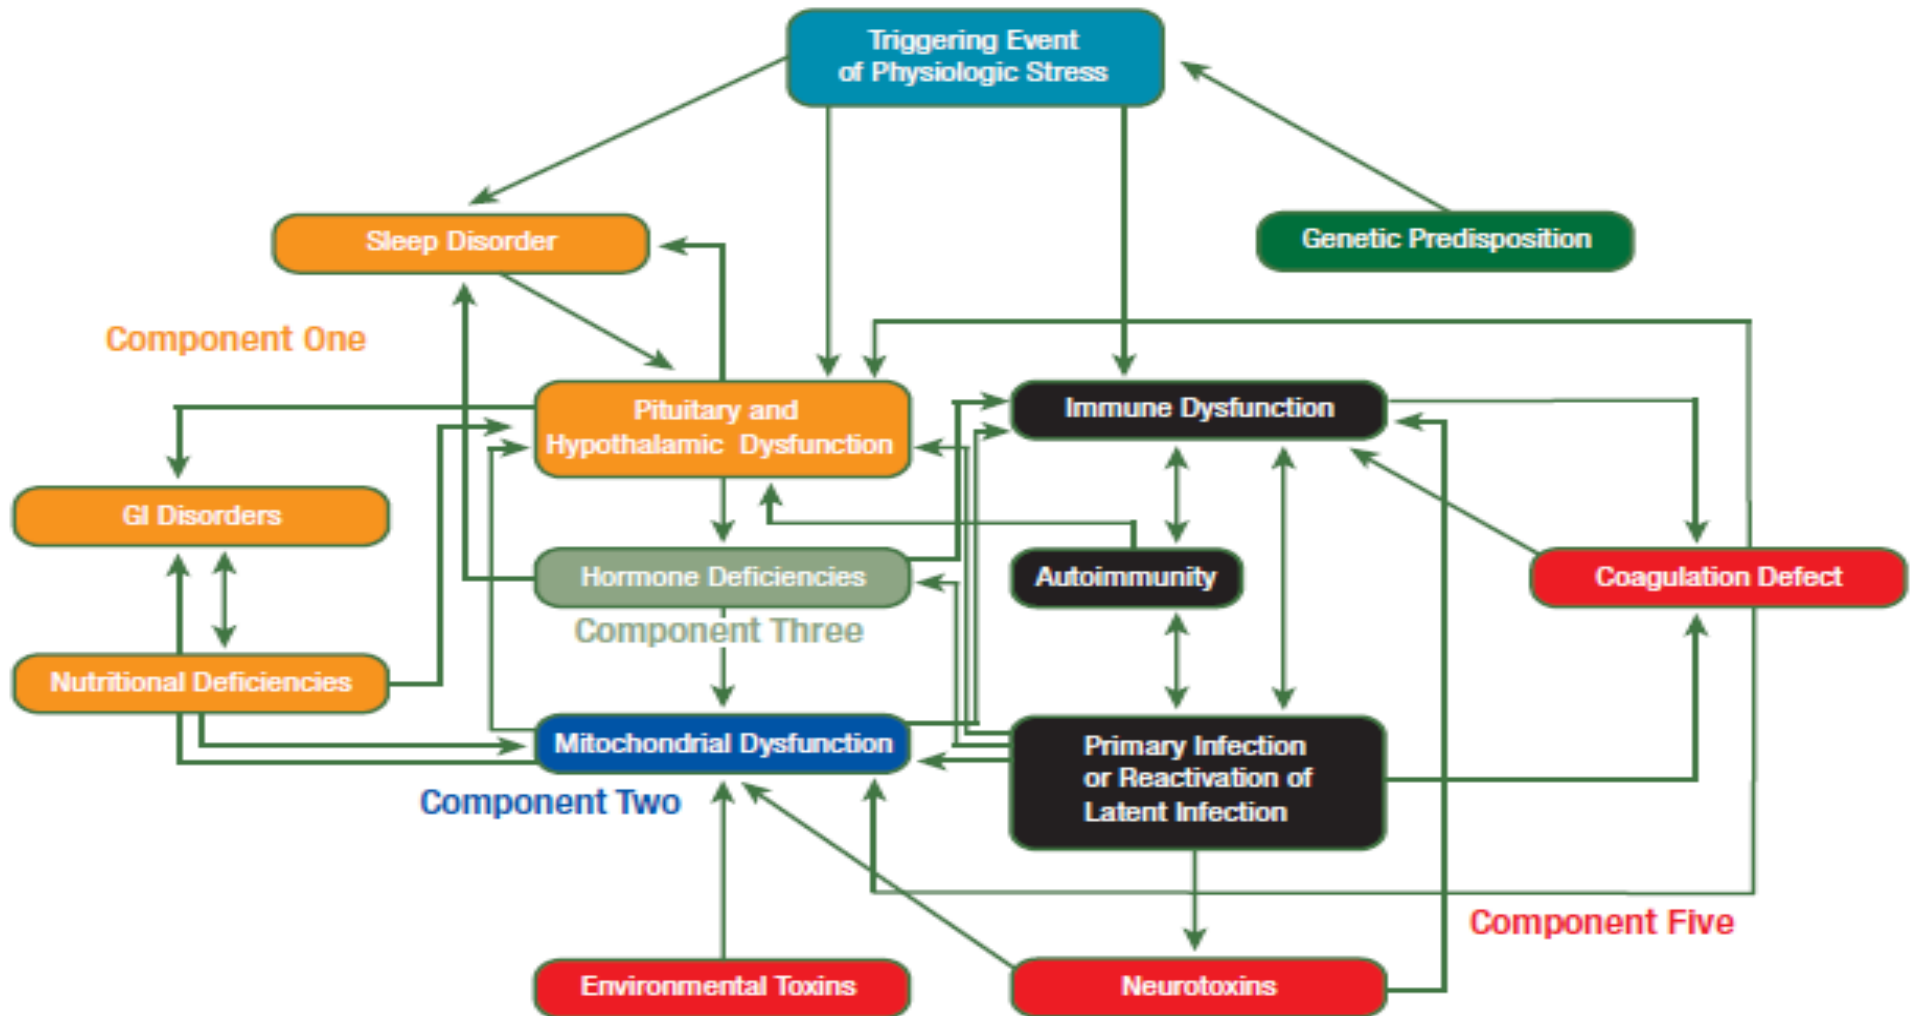 Triggering Event
of Physiologic Stress
Sleep Disorder
Genetic Predisposition
Component One
Pituitary and
Hypothalamic Dysfunction
Immune Dysfunction
GI Disorders
Hormone Deficiencies
Autoimmunity
Coagulation Defect
Component Three
Nutritional Deficiencies
Mitochondrial Dysfunction
Primary Infection
or Reactivation of
Latent Infection
Component Two
Component Five
Environmental Toxins
Neurotoxins